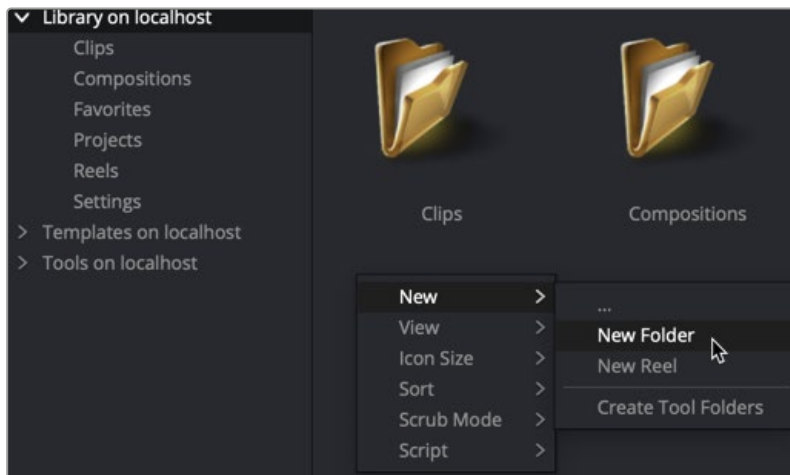 Library on localhost
Clips
Compositions
Favorites
Projects
Reels
Settings
Templates on localhost
Tools on localhost
Clips
Compositions
New
View
Icon Size
Sort
Scrub Mode
Script
...
New Folder
New Reel
Create Tool Folders